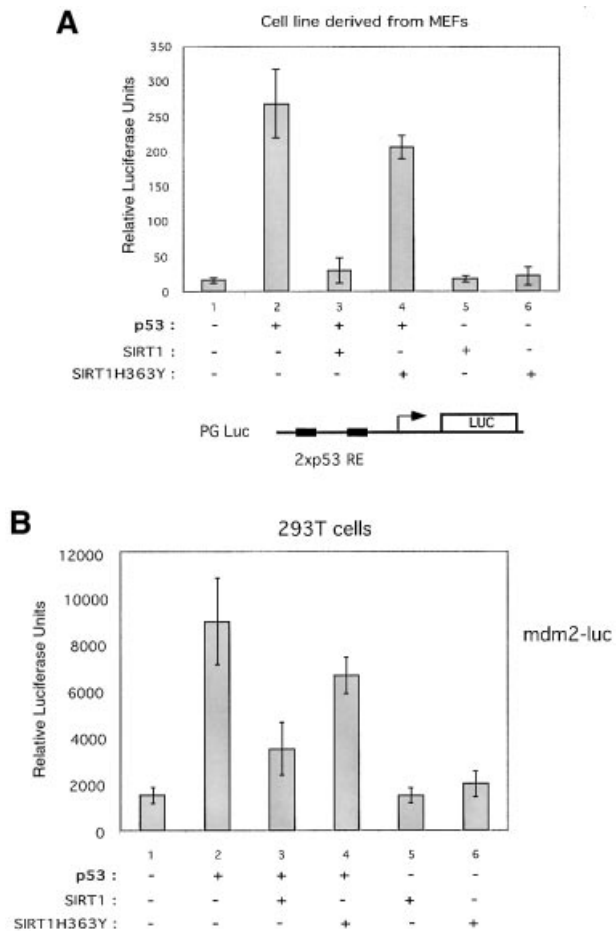 A
Cell line derived from MEFs
Relative Luciferase Units
350
300
250
200
150
100
50
0
1 2 3 4 5 6
p53 : - + + + - -
SIRT1 : - - + - + -
SIRT1H363Y : - - - + - +
PG Luc
LUC
2xp53 RE
B
293T cells
Relative Luciferase Units
12000
10000
8000
6000
4000
2000
0
mdm2-luc
1 2 3 4 5 6
p53 : - + + + - -
SIRT1 : - - + - + -
SIRT1H363Y : - - - + - +